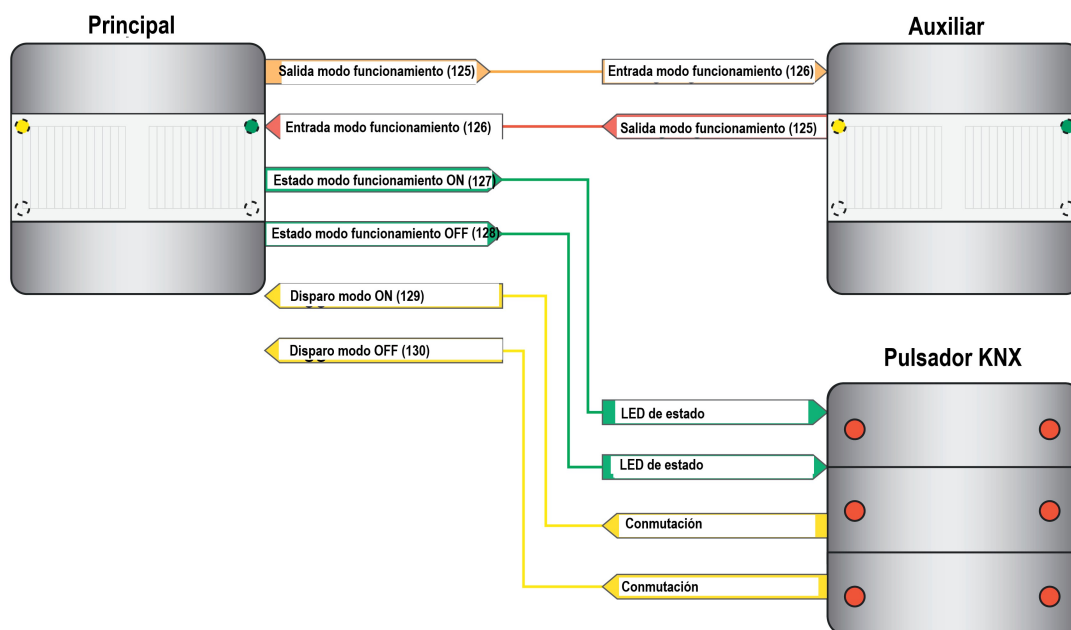 Principal
Auxiliar
Salida modo funcionamiento (125)
Entrada modo funcionamiento (126)
Entrada modo funcionamiento (126)
Salida modo funcionamiento (125)
Estado modo funcionamiento ON (127)
Estado modo funcionamiento OFF (128)
Disparo modo ON (129)
Disparo modo OFF (130)
Pulsador KNX
LED de estado
LED de estado
Conmutación
Conmutación